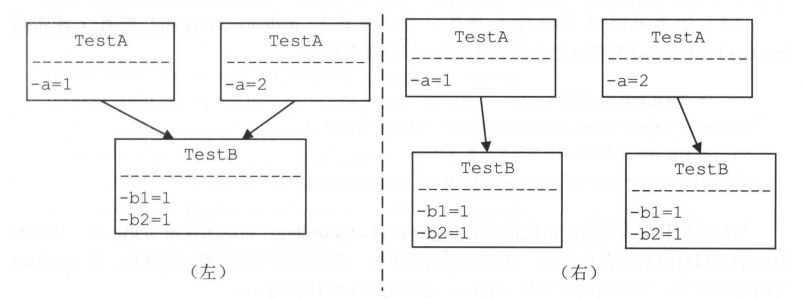 TestA
-a=1
TestA
-a=2
TestB
-b1=1
-b2=1
(左)
TestA
-a=1
TestA
-a=2
TestB
-b1=1
-b2=1
TestB
-b1=1
-b2=1
(右)